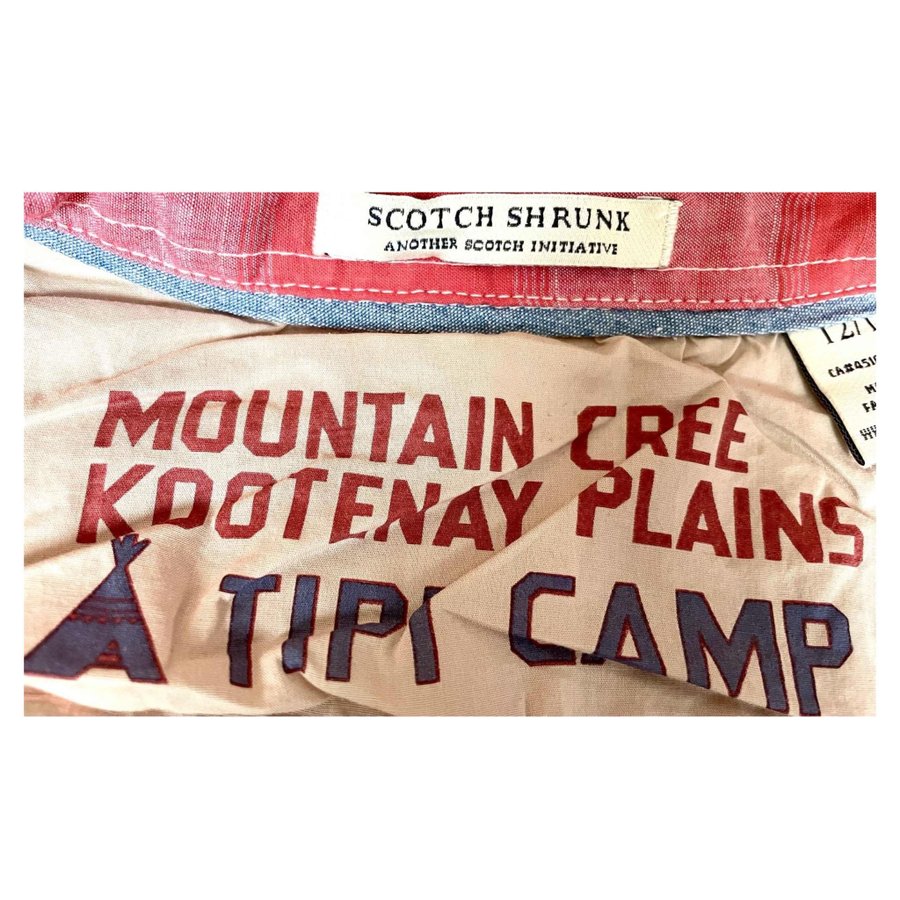 SCOTCH SHRUNK
ANOTHER SCOTCH INITIATIVE
MOUNTAIN CREE
KOOTENAY PLAINS
TIPI CAMP